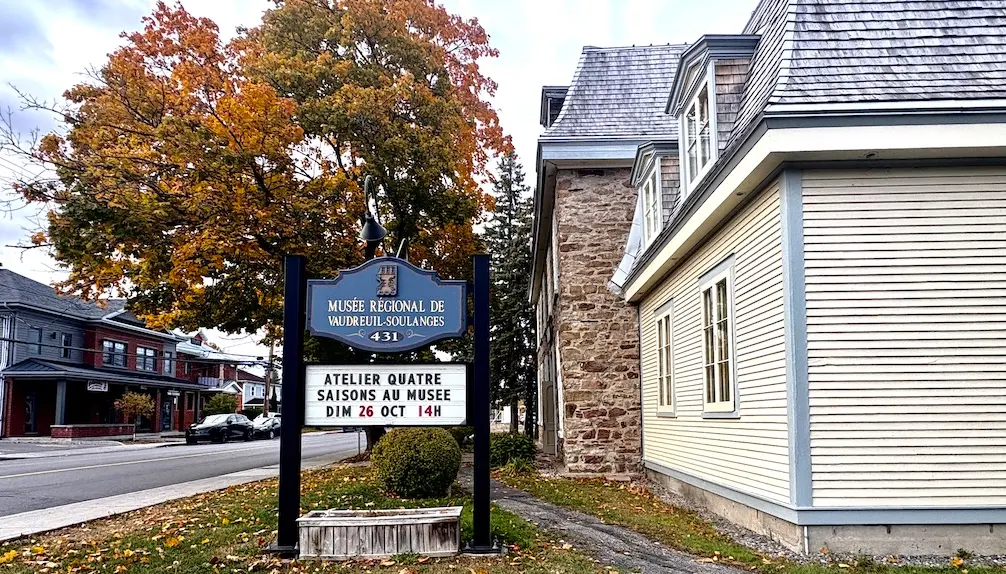 MUSÉE RÉGIONAL DE
VAUDREUIL-SOULANGES
431
ATELIER QUATRE
SAISONS AU MUSEE
DIM 26 OCT 14H